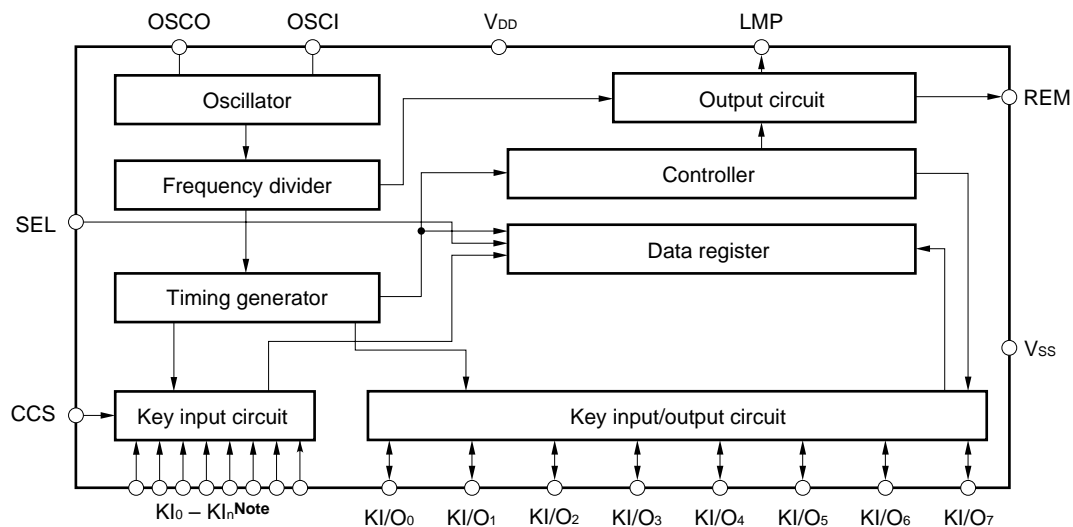 OSCO OSCI VDD LMP
Oscillator
Output circuit
REM
Frequency divider
Controller
SEL
Data register
Timing generator
VSS
CCS
Key input circuit
Key input/output circuit
KI0 – KInNote
KI/O0 KI/O1 KI/O2 KI/O3 KI/O4 KI/O5 KI/O6 KI/O7